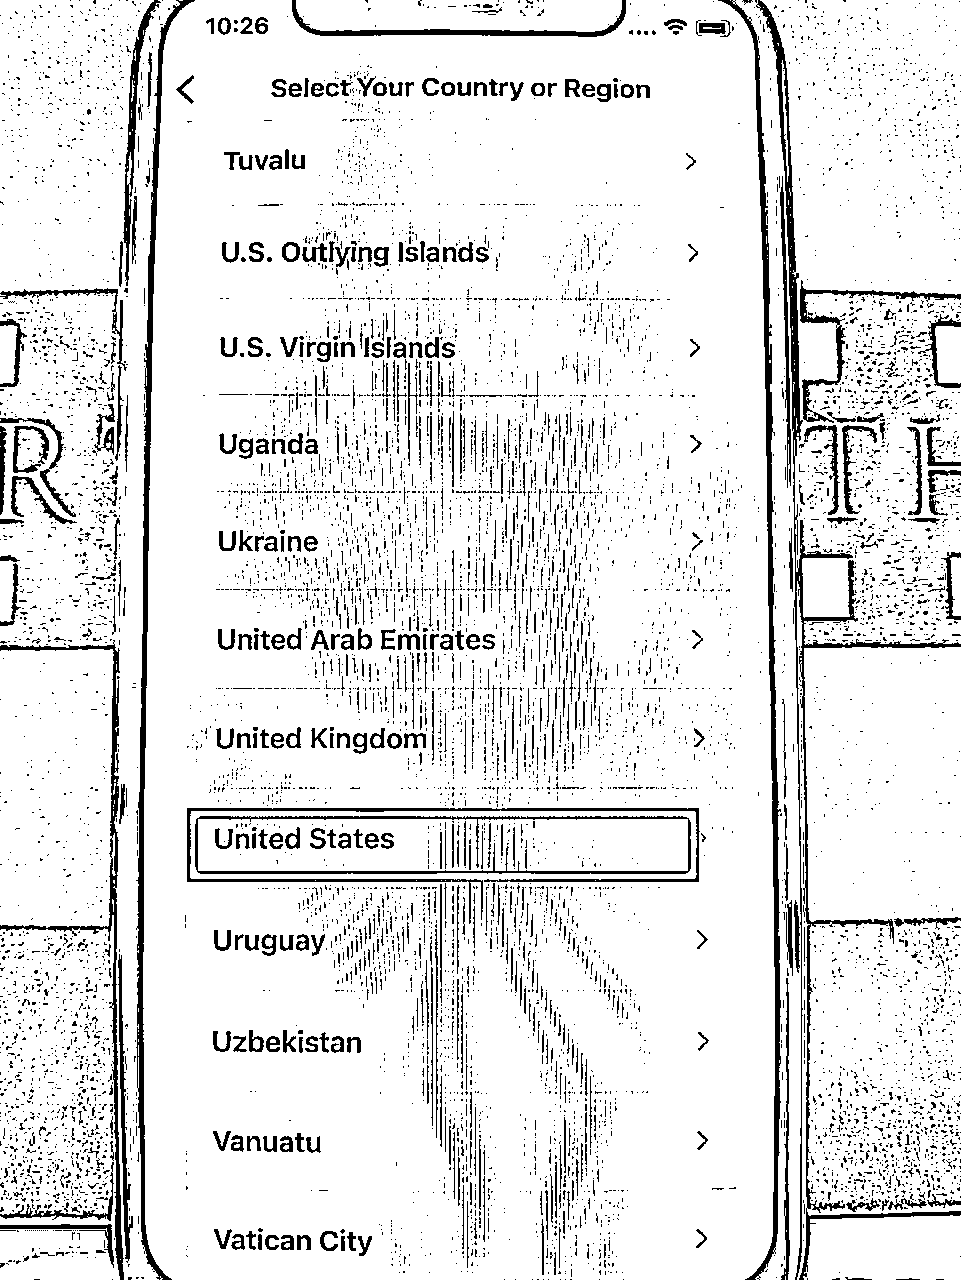 10:26
Select Your Country or Region
Tuvalu
U.S. Outlying Islands
U.S. Virgin Islands
Uganda
R TH
Ukraine
United Arab Emirates
United Kingdom
United States
Uruguay
Uzbekistan
Vanuatu
Vatican City